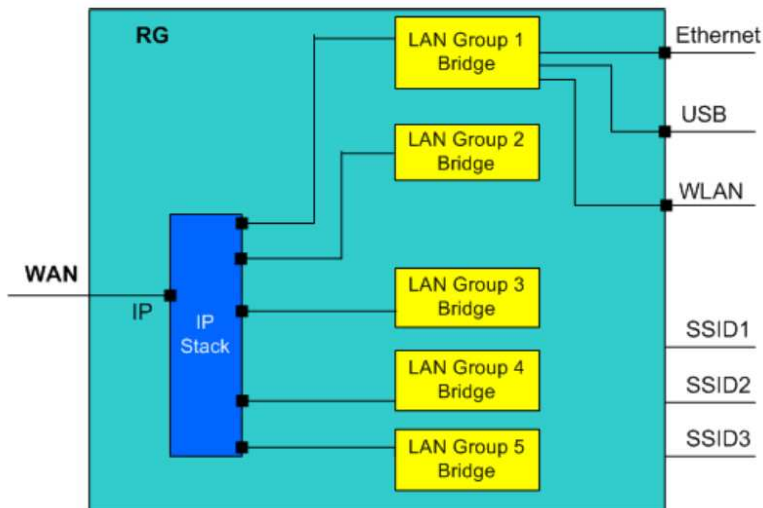 RG
LAN Group 1
Bridge
Ethernet
USB
LAN Group 2
Bridge
WLAN
WAN
IP
IP
Stack
LAN Group 3
Bridge
SSID1
LAN Group 4
Bridge
SSID2
LAN Group 5
Bridge
SSID3